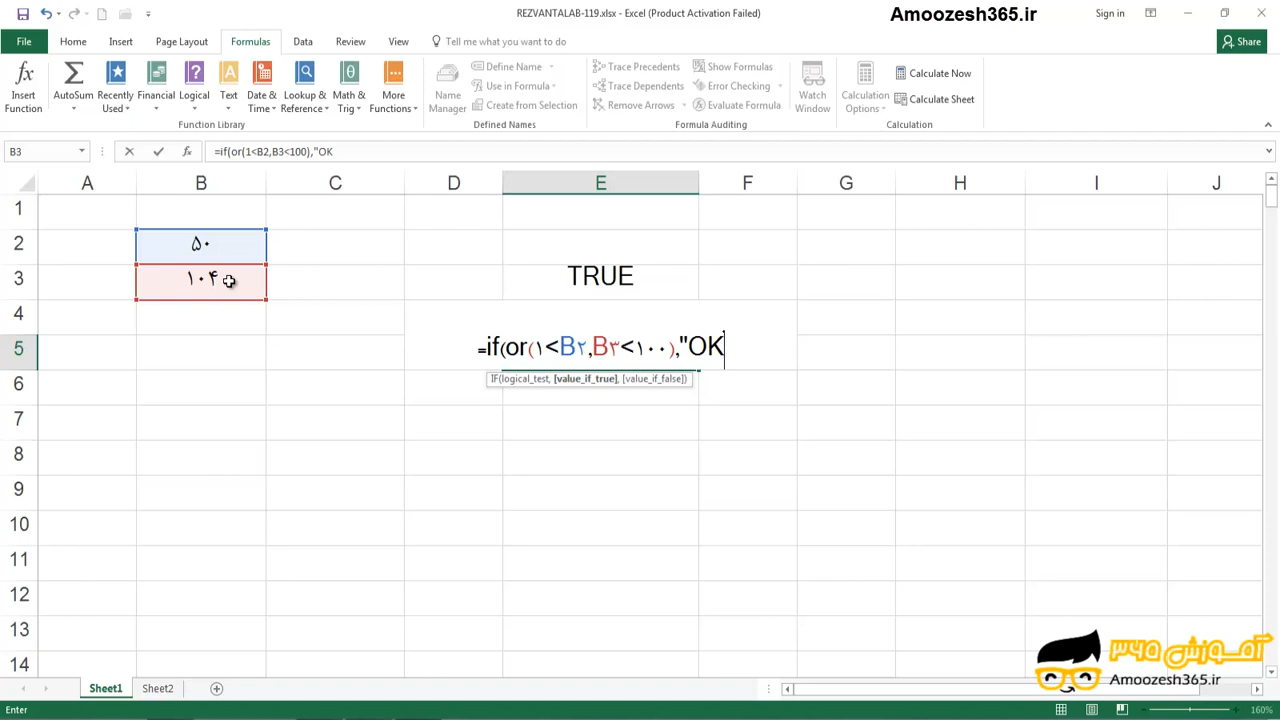 REZVANTALAB-119.xlsx - Excel (Product Activation Failed)
Amoozesh365.ir
Sign in
File Home Insert Page Layout Formulas Data Review View Tell me what you want to do Share
Insert Function
AutoSum
Recently Used
Financial
Logical
Text
Date & Time
Lookup & Reference
Math & Trig
More Functions
Function Library
Name Manager
Define Name
Use in Formula
Create from Selection
Defined Names
Trace Precedents
Trace Dependents
Remove Arrows
Show Formulas
Error Checking
Evaluate Formula
Formula Auditing
Watch Window
Calculation Options
Calculate Now
Calculate Sheet
Calculation
B3 fx =if(or(1<B2,B3<100),"OK
A B C D E F G H I J
1
2 ۵۰
3 ۱۰۴ TRUE
4
5 =if(or(۱<B۲,B۳<۱۰۰),"OK
IF(logical_test, [value_if_true], [value_if_false])
6
7
8
9
10
11
12
13
14
آموزش ۳۶۵
Amoozesh365.ir
Sheet1 Sheet2
Enter 160%